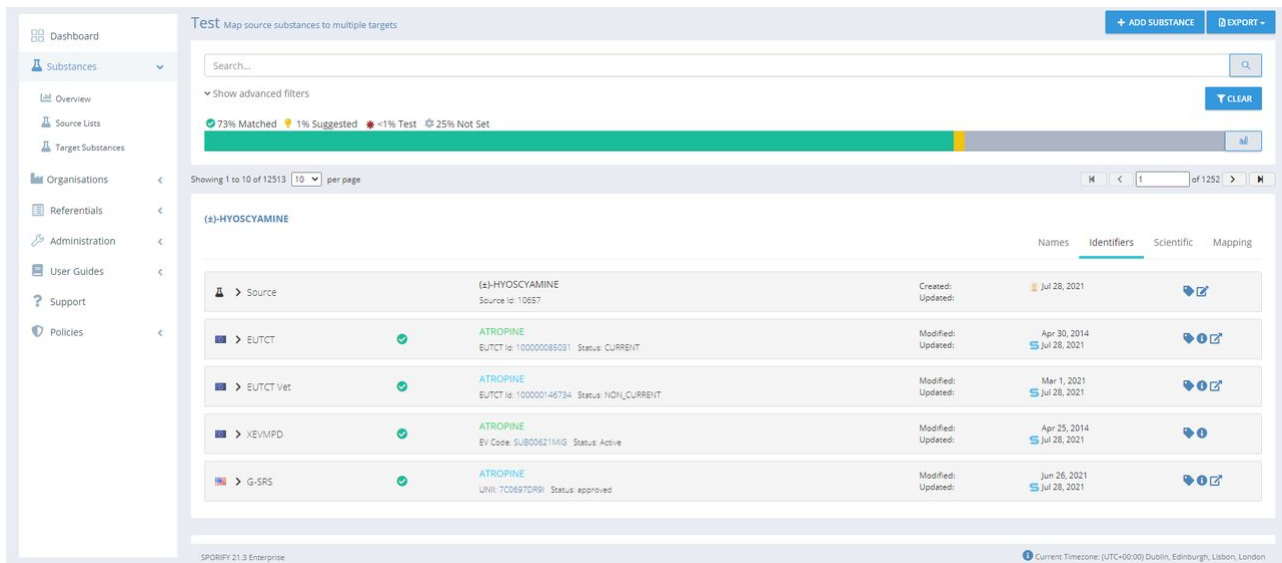 Test Map source substances to multiple targets
+ ADD SUBSTANCE
EXPORT
Dashboard
Substances
Overview
Source Lists
Target Substances
Organisations
Referentials
Administration
User Guides
Support
Policies
Search...
Show advanced filters
CLEAR
73% Matched 1% Suggested <1% Test 25% Not Set
Showing 1 to 10 of 12513 10 per page
1 of 1252
(±)-HYOSCYAMINE
Names Identifiers Scientific Mapping
Source
(±)-HYOSCYAMINE
Source Id: 10657
Created: Jul 28, 2021
Updated:
EUTCT
ATROPINE
EUTCT Id: 100000085031 Status: CURRENT
Modified: Apr 30, 2014
Updated: Jul 28, 2021
EUTCT Vet
ATROPINE
EUTCT Id: 100000146734 Status: NON_CURRENT
Modified: Mar 1, 2021
Updated: Jul 28, 2021
XEVMPD
ATROPINE
EV Code: SUB00621MIG Status: Active
Modified: Apr 25, 2014
Updated: Jul 28, 2021
G-SRS
ATROPINE
UNII: 7C0697DR9I Status: approved
Modified: Jun 26, 2021
Updated: Jul 28, 2021
SPORIFY 21.3 Enterprise
Current Timezone: (UTC+00:00) Dublin, Edinburgh, Lisbon, London